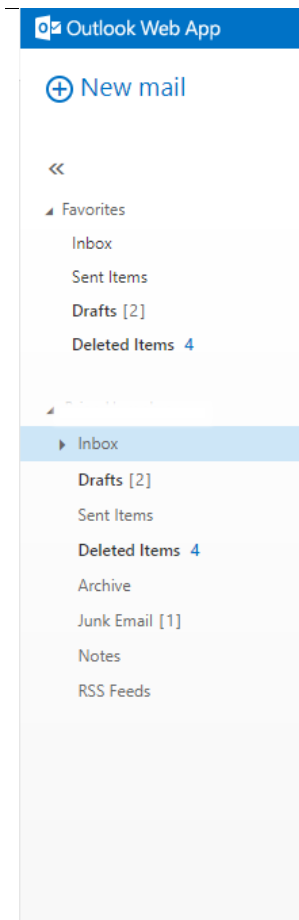 Outlook Web App
New mail
Favorites
Inbox
Sent Items
Drafts [2]
Deleted Items 4
Inbox
Drafts [2]
Sent Items
Deleted Items 4
Archive
Junk Email [1]
Notes
RSS Feeds